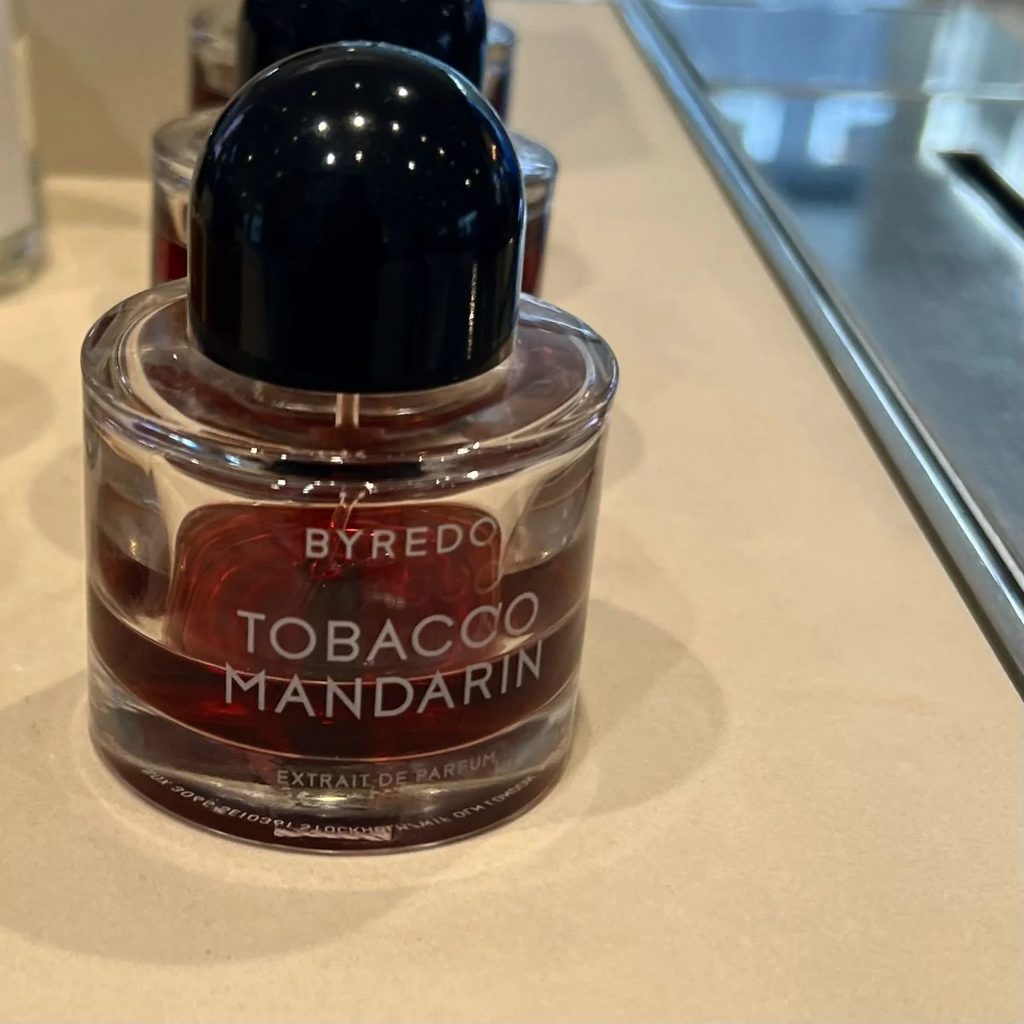 BYREDO
TOBACCO
MANDARIN
EXTRAIT DE PARFUM